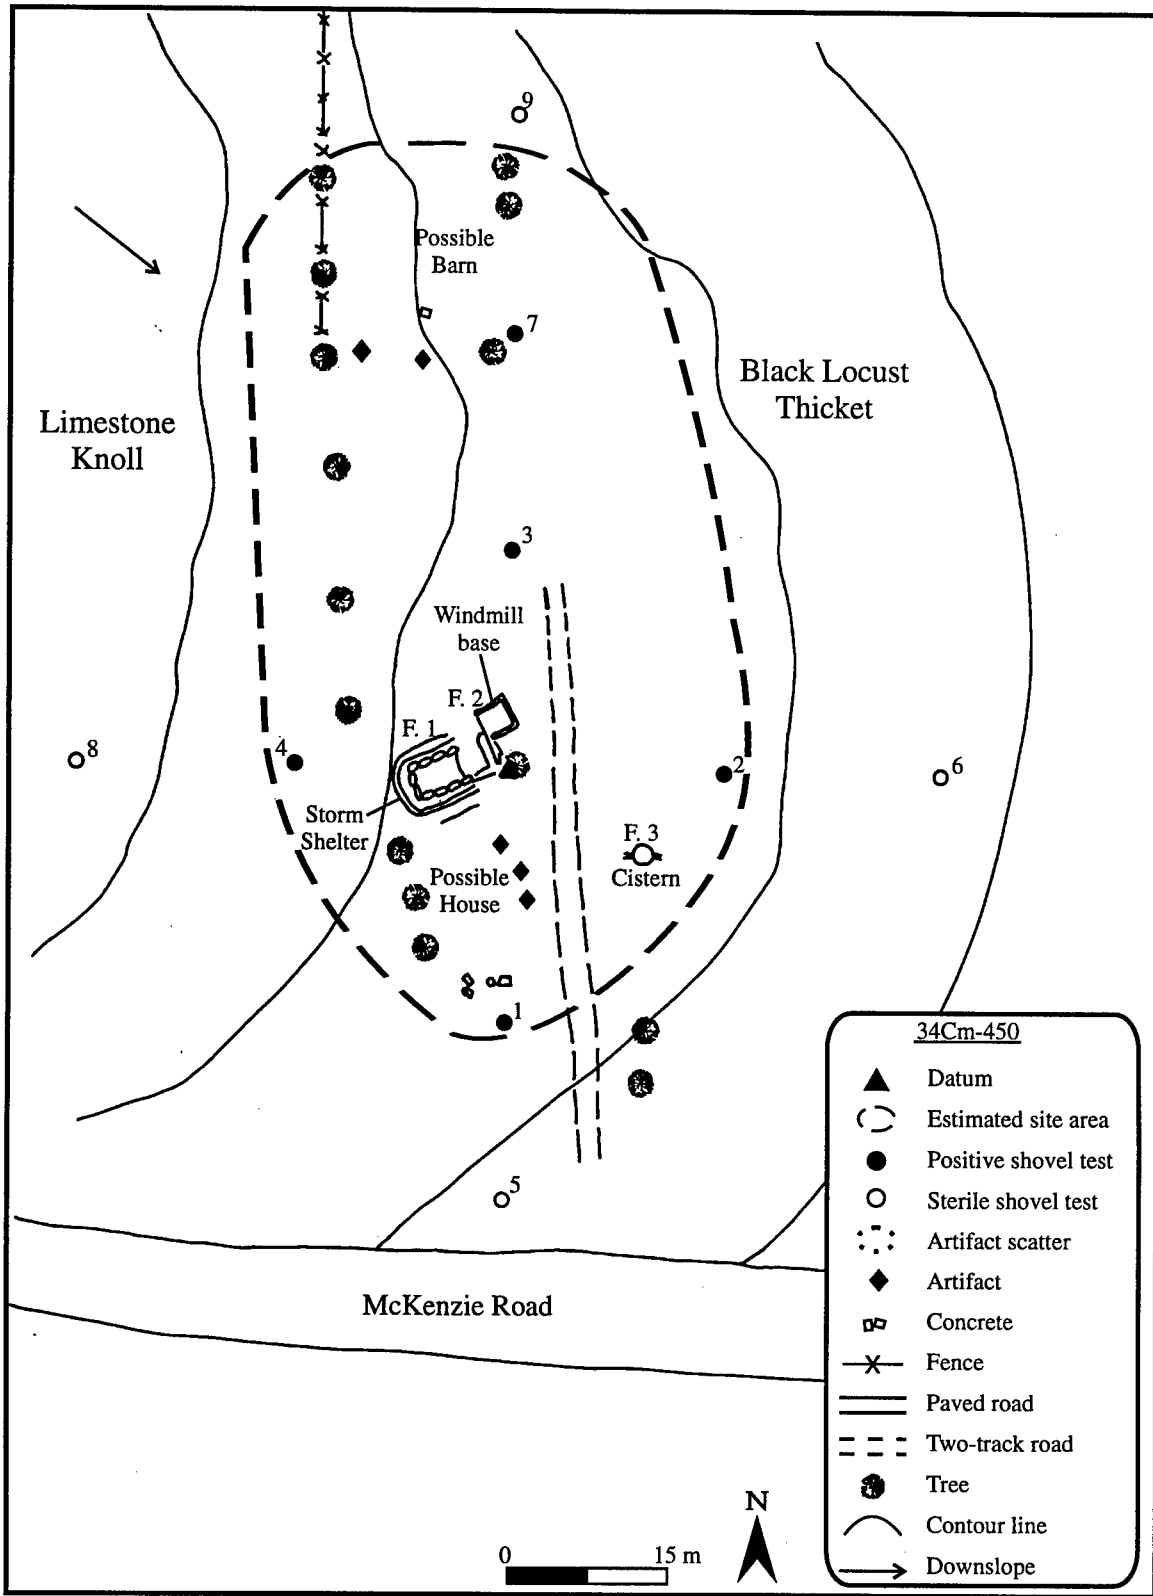 9
Possible
Barn
7
Black Locust
Thicket
Limestone
Knoll
3
Windmill
base
F. 2
F. 1
4
8
2
6
Storm
Shelter
F. 3
Cistern
Possible
House
1
5
McKenzie Road
34Cm-450
Datum
Estimated site area
Positive shovel test
Sterile shovel test
Artifact scatter
Artifact
Concrete
Fence
Paved road
Two-track road
Tree
Contour line
Downslope
N
0 15 m